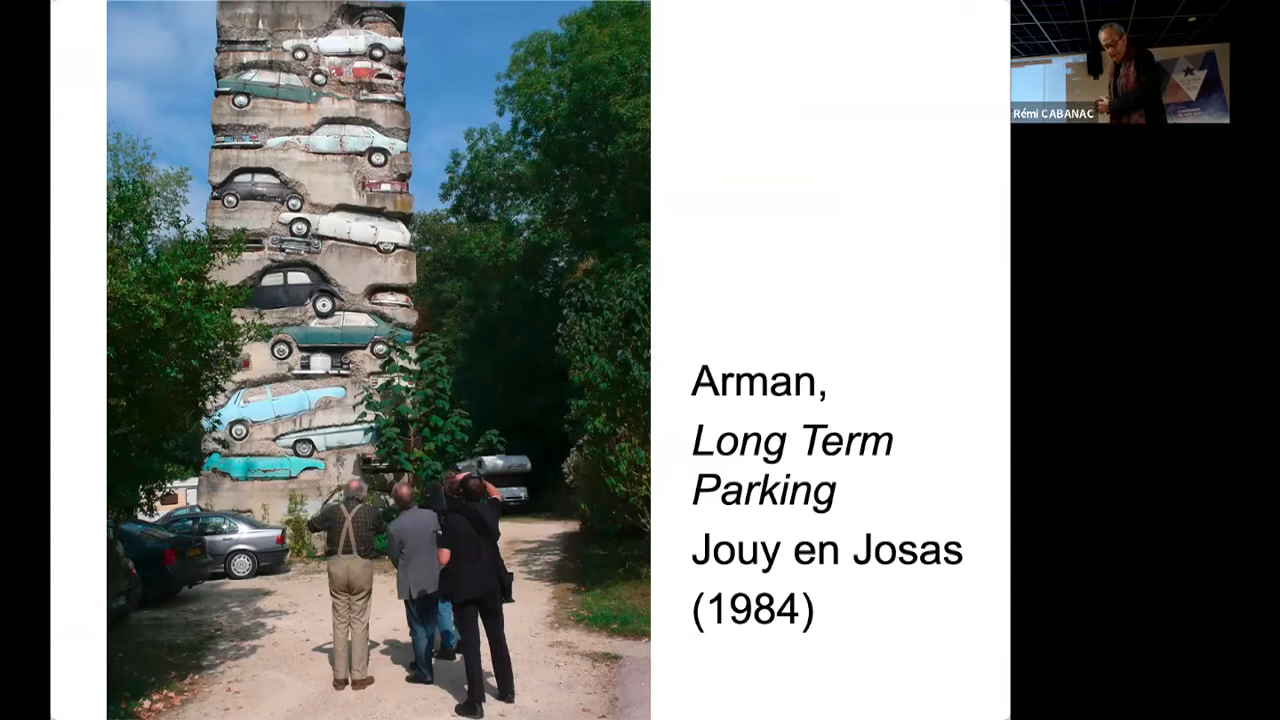 Arman,
Long Term
Parking
Jouy en Josas
(1984)
Rémi CABANAC